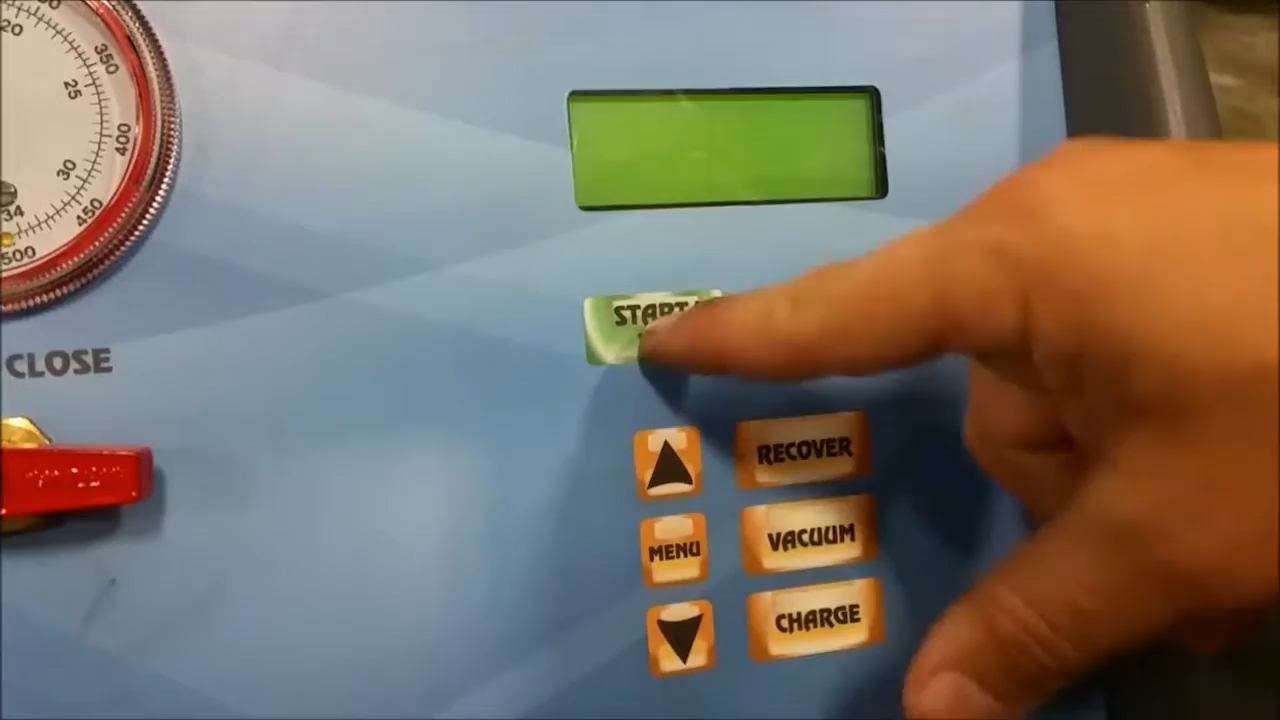 20
350
25
400
30
450
34
500
CLOSE
START/
RECOVER
MENU
VACUUM
CHARGE